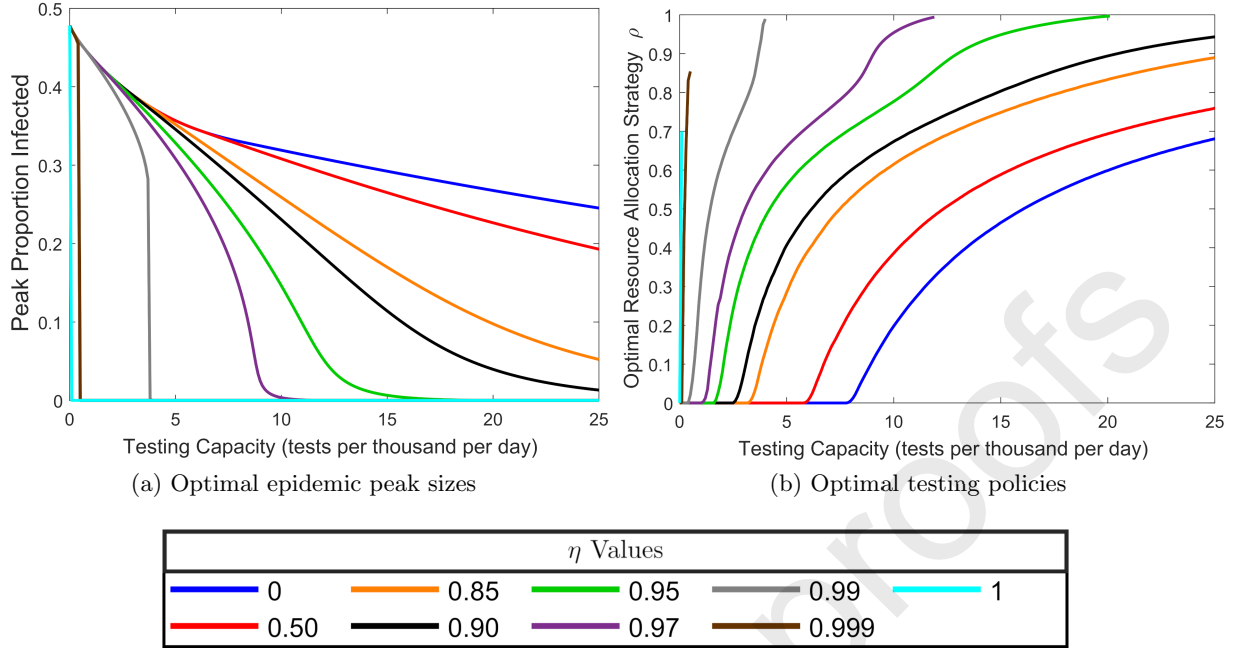 0.5
0.4
0.3
0.2
0.1
0
Peak Proportion Infected
0 5 10 15 20 25
Testing Capacity (tests per thousand per day)
(a) Optimal epidemic peak sizes
1
0.9
0.8
0.7
0.6
0.5
0.4
0.3
0.2
0.1
0
Optimal Resource Allocation Strategy ρ
0 5 10 15 20 25
Testing Capacity (tests per thousand per day)
(b) Optimal testing policies
η Values
0 0.85 0.95 0.99 1
0.50 0.90 0.97 0.999
proofs